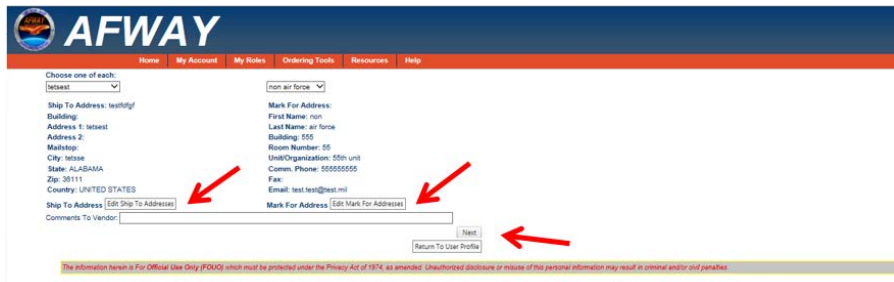 AFWAY
AFWAY
Home My Account My Roles Ordering Tools Resources Help
Choose one of each:
tetsest non air force
Ship To Address: testfdfgf Mark For Address:
Building: First Name: non
Address 1: tetsest Last Name: air force
Address 2: Building: 555
Mailstop: Room Number: 55
City: tetsse Unit/Organization: 55th unit
State: ALABAMA Comm. Phone: 555555555
Zip: 36111 Fax:
Country: UNITED STATES Email: test.test@test.mil
Ship To Address Edit Ship To Addresses Mark For Address Edit Mark For Addresses
Comments To Vendor:
Next
Return To User Profile
The information herein is For Official Use Only (FOUO) which must be protected under the Privacy Act of 1974, as amended. Unauthorized disclosure or misuse of this personal information may result in criminal and/or civil penalties.